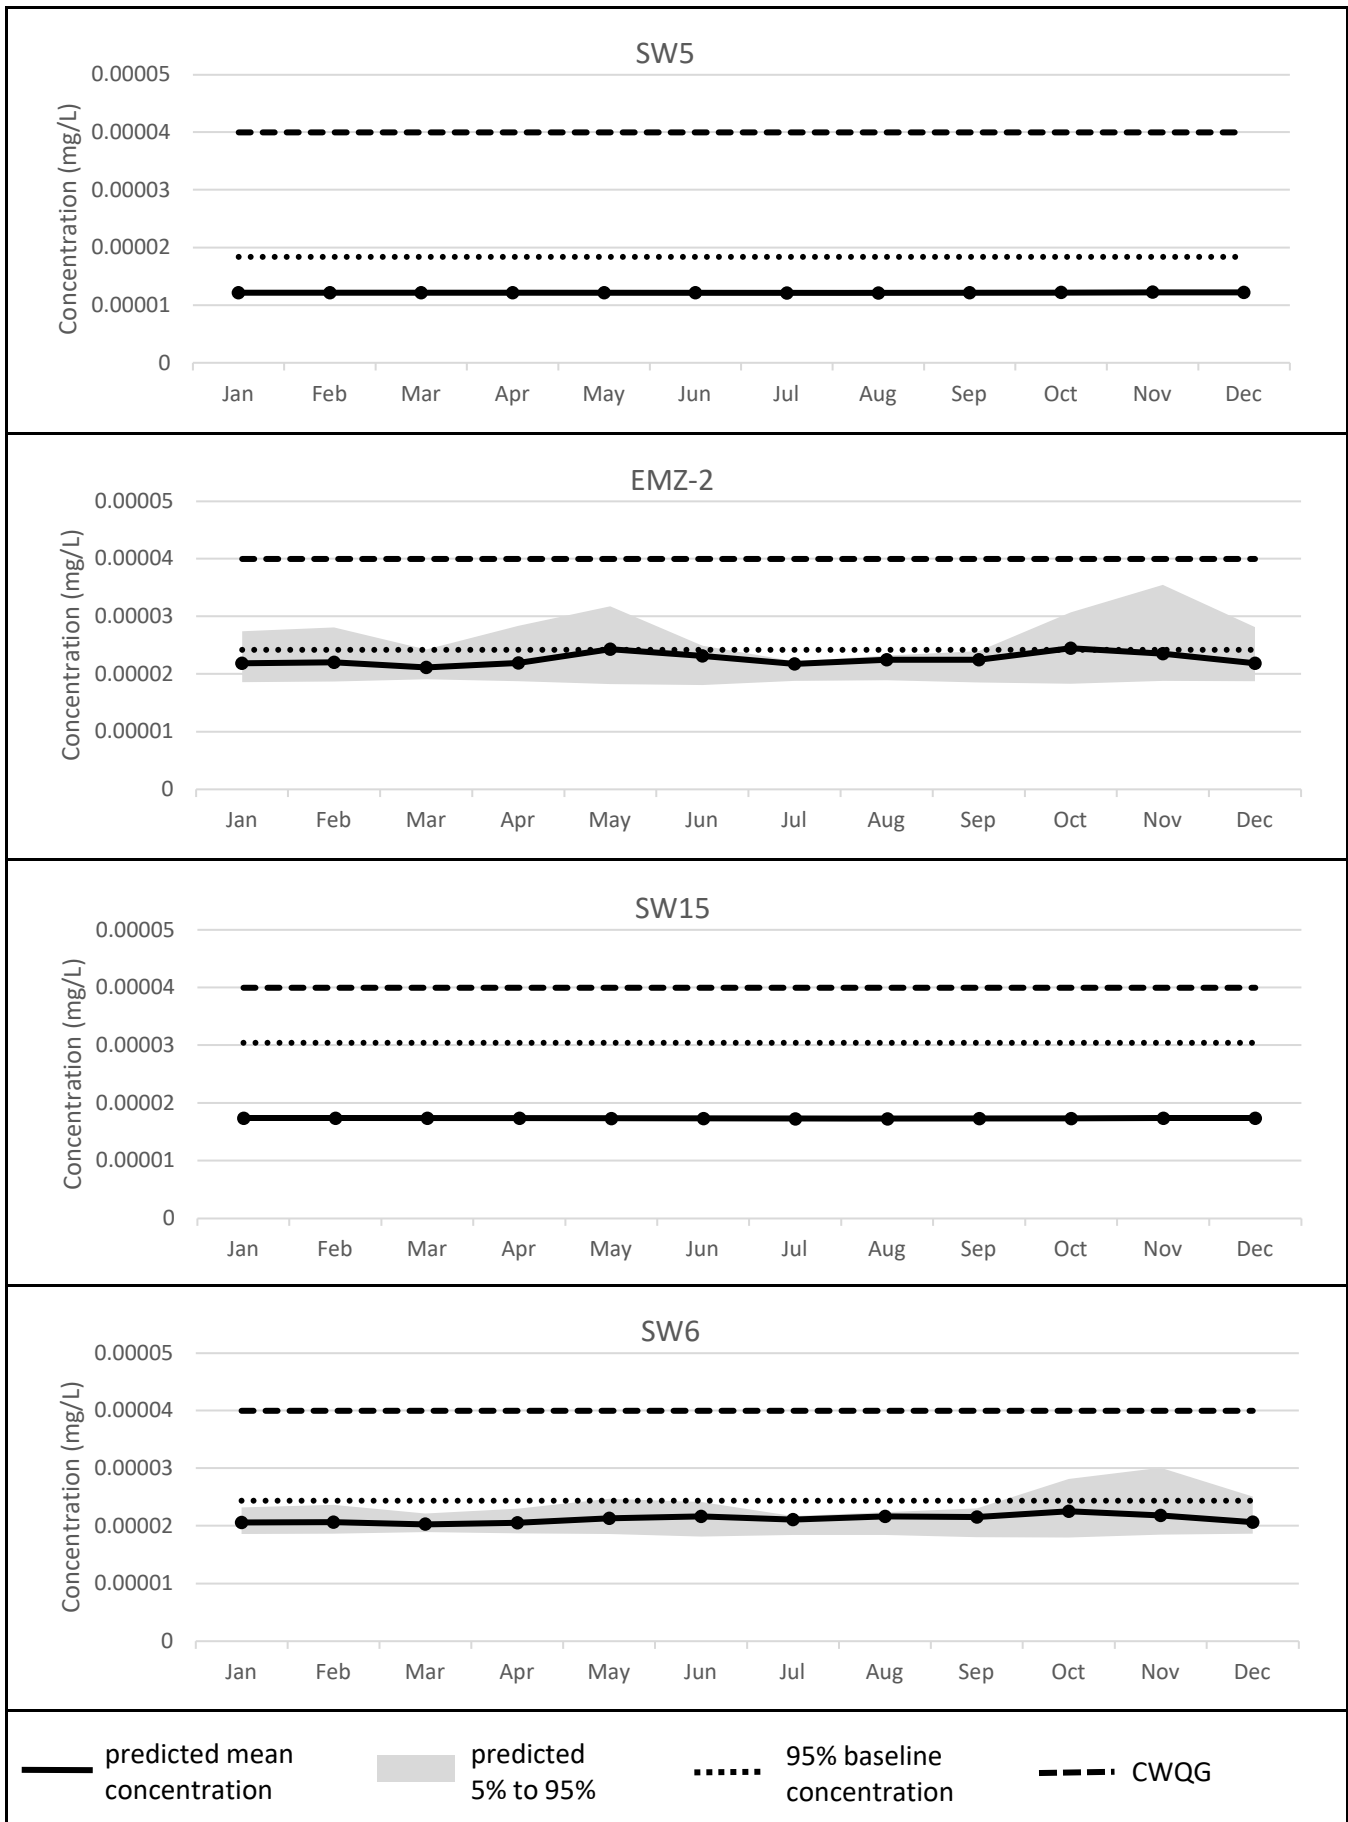 SW5
Concentration (mg/L)
0.00005
0.00004
0.00003
0.00002
0.00001
0
Jan Feb Mar Apr May Jun Jul Aug Sep Oct Nov Dec
EMZ-2
Concentration (mg/L)
0.00005
0.00004
0.00003
0.00002
0.00001
0
Jan Feb Mar Apr May Jun Jul Aug Sep Oct Nov Dec
SW15
Concentration (mg/L)
0.00005
0.00004
0.00003
0.00002
0.00001
0
Jan Feb Mar Apr May Jun Jul Aug Sep Oct Nov Dec
SW6
Concentration (mg/L)
0.00005
0.00004
0.00003
0.00002
0.00001
0
Jan Feb Mar Apr May Jun Jul Aug Sep Oct Nov Dec
predicted mean
concentration
predicted
5% to 95%
95% baseline
concentration
CWQG